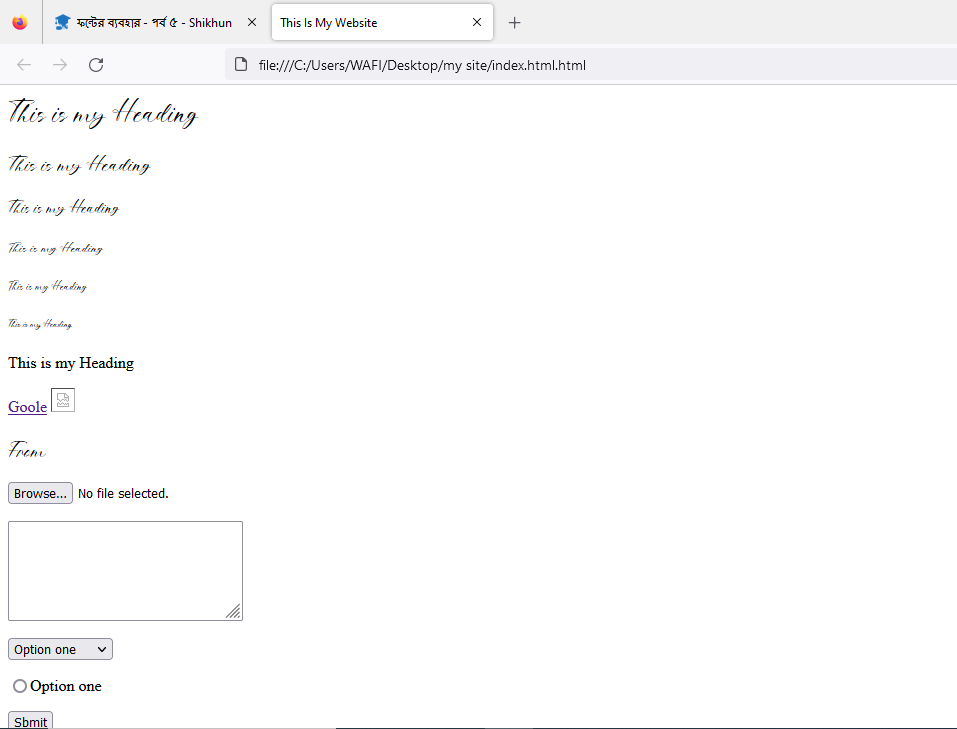 ফন্টের ব্যবহার - পর্ব ৫ - Shikhun
This Is My Website
file:///C:/Users/WAFI/Desktop/my site/index.html.html
This is my Heading
This is my Heading
This is my Heading
This is my Heading
This is my Heading
This is my Heading
This is my Heading
Goole
From
Browse... No file selected.
Option one
Option one
Sbmit